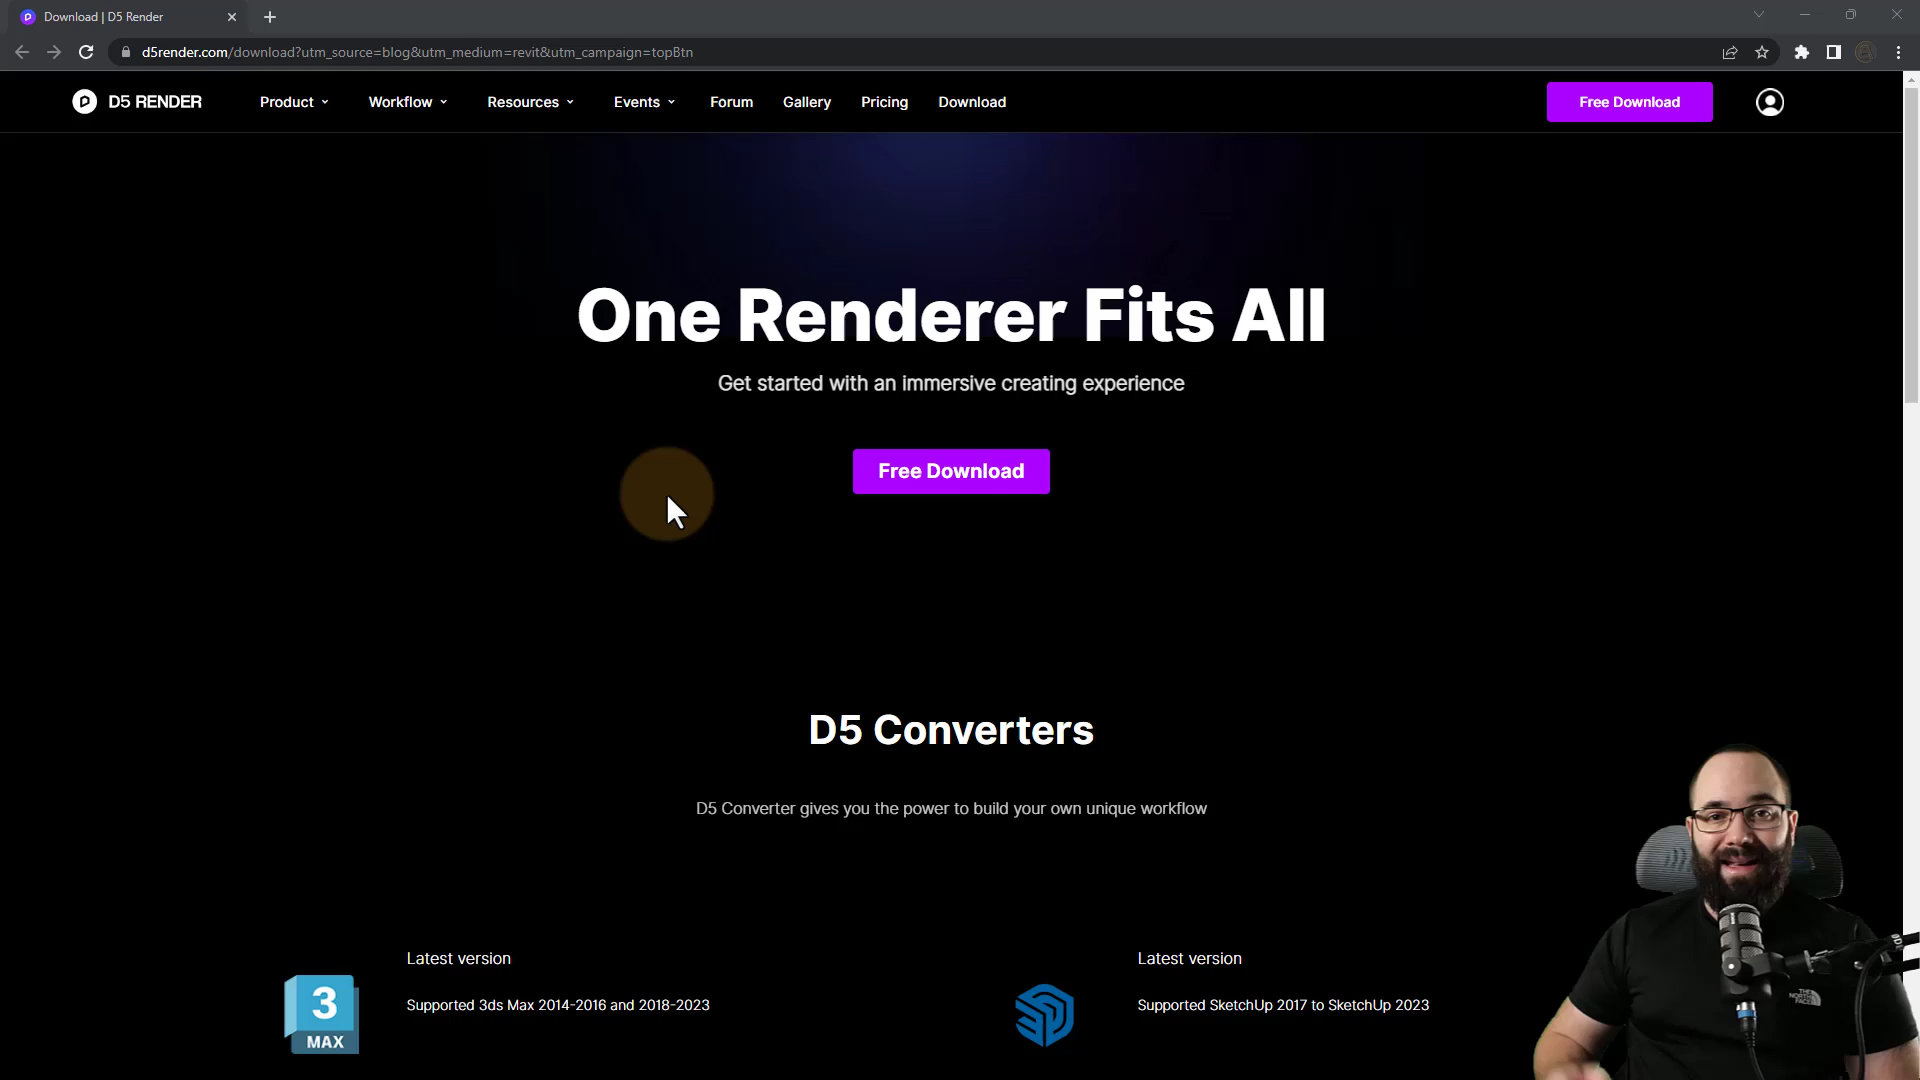 Download | D5 Render
d5render.com/download?utm_source=blog&utm_medium=revit&utm_campaign=topBtn
D5 RENDER
Product
Workflow
Resources
Events
Forum
Gallery
Pricing
Download
Free Download
One Renderer Fits All
Get started with an immersive creating experience
Free Download
D5 Converters
D5 Converter gives you the power to build your own unique workflow
Latest version
Supported 3ds Max 2014-2016 and 2018-2023
3
MAX
Latest version
Supported SketchUp 2017 to SketchUp 2023
THE
NORTH
FACE